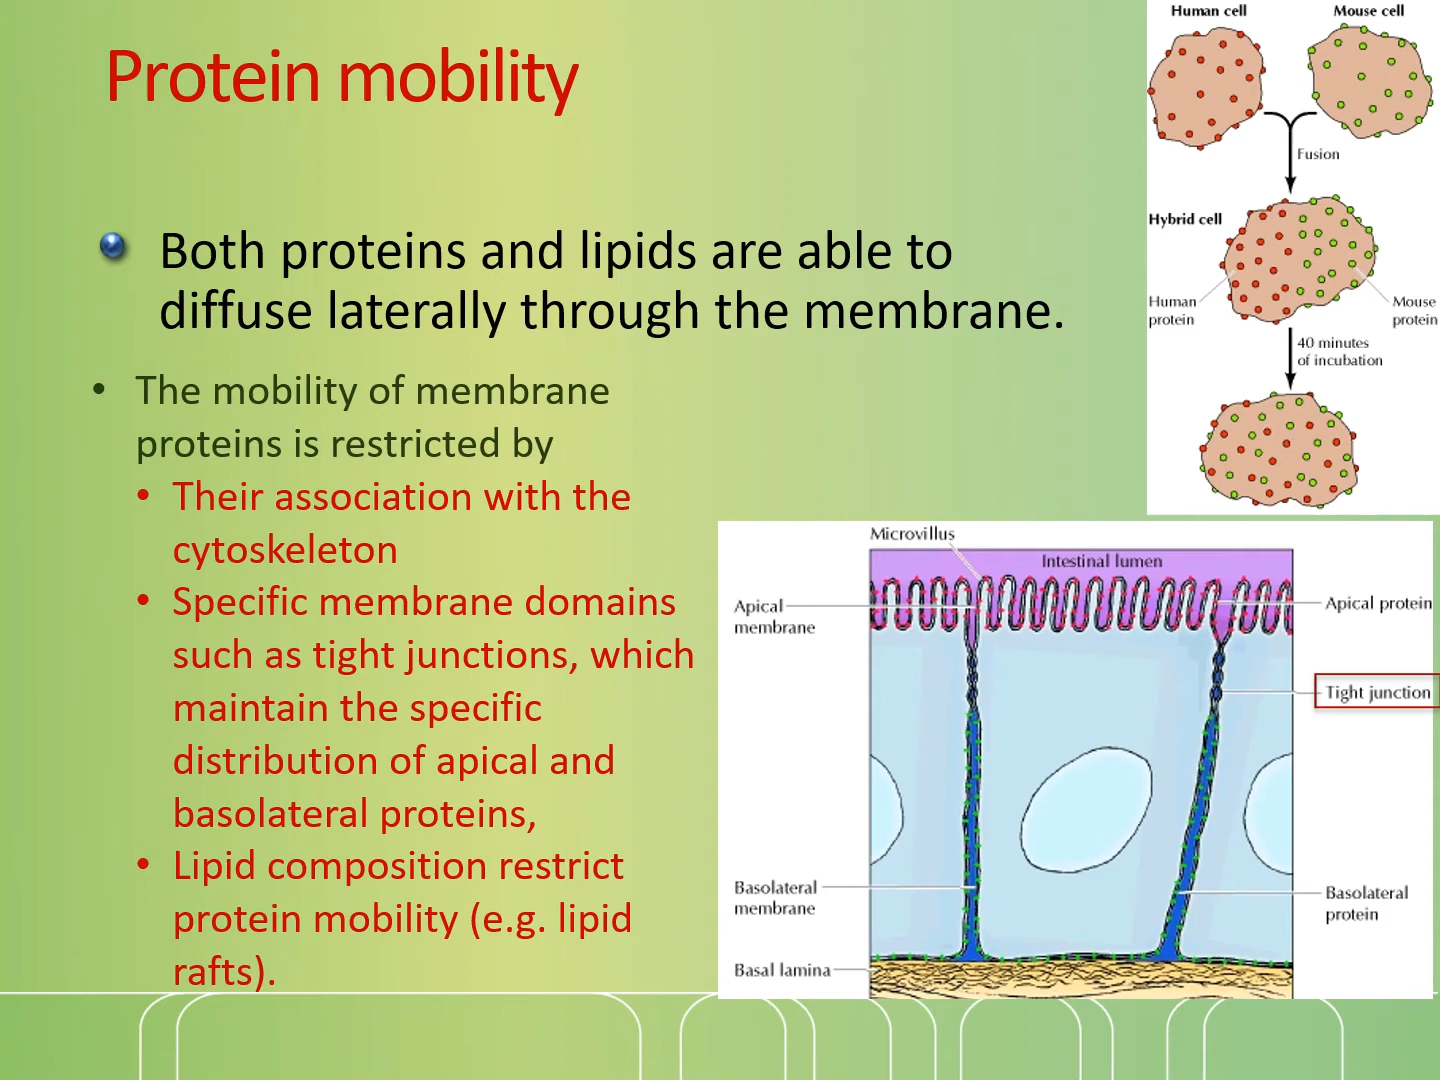 Protein mobility
Both proteins and lipids are able to
diffuse laterally through the membrane.
• The mobility of membrane
proteins is restricted by
• Their association with the
cytoskeleton
• Specific membrane domains
such as tight junctions, which
maintain the specific
distribution of apical and
basolateral proteins,
• Lipid composition restrict
protein mobility (e.g. lipid
rafts).
Human cell
Mouse cell
Fusion
Hybrid cell
Human
protein
Mouse
protein
40 minutes
of incubation
Microvillus
Intestinal lumen
Apical
membrane
Apical protein
Tight junction
Basolateral
membrane
Basolateral
protein
Basal lamina